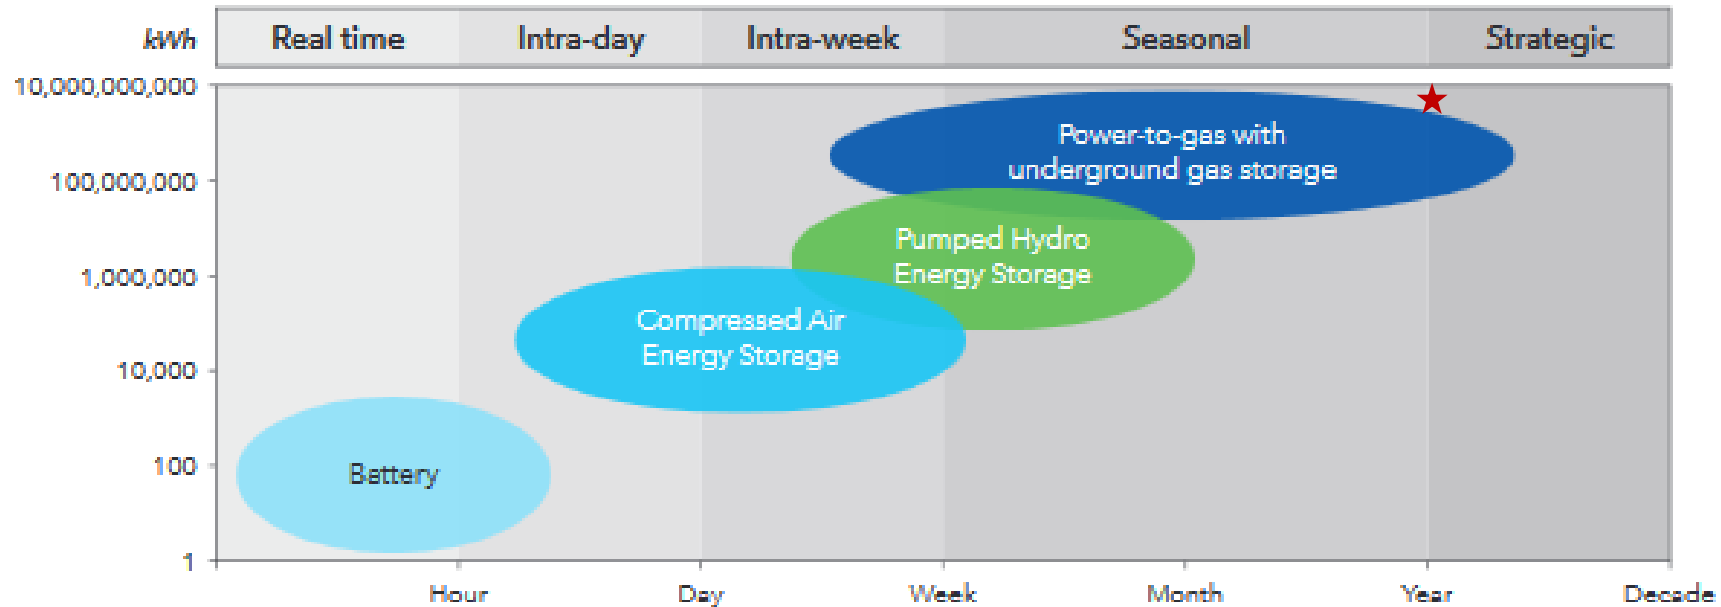 kWh Real time Intra-day Intra-week Seasonal Strategic
10,000,000,000
Power-to-gas with
underground gas storage
100,000,000
Pumped Hydro
Energy Storage
1,000,000
Compressed Air
Energy Storage
10,000
Battery
100
1
Hour Day Week Month Year Decade